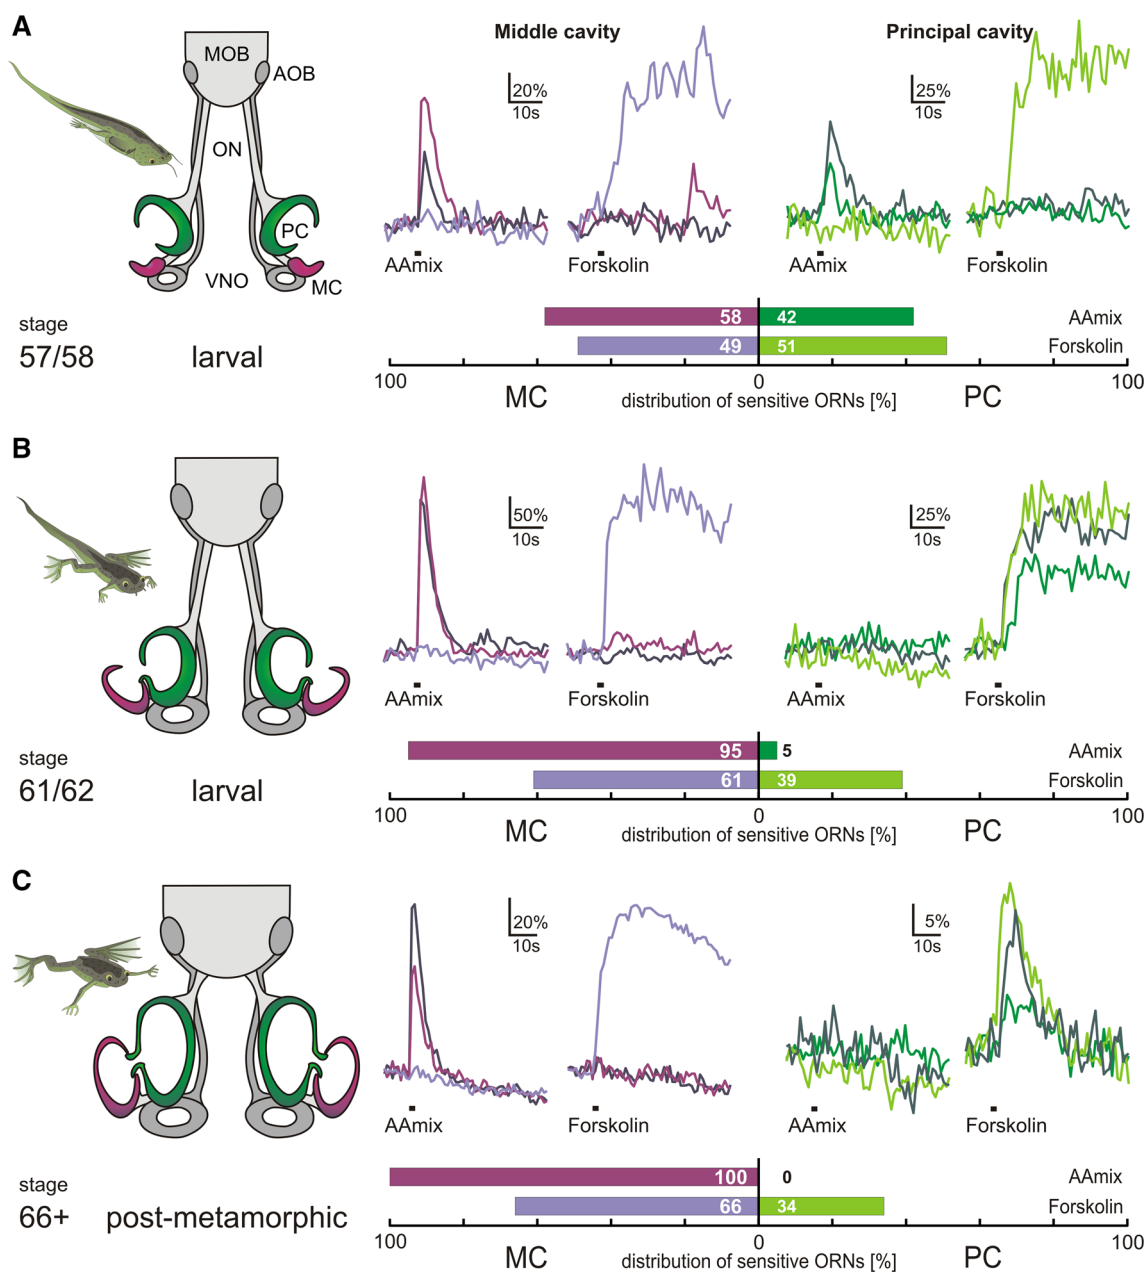 A
MOB
AOB
ON
PC
VNO
MC
stage
57/58 larval
Middle cavity
Principal cavity
20%
10s
25%
10s
AAmix
Forskolin
AAmix
Forskolin
58 42 AAmix
49 51 Forskolin
100 0 100
MC distribution of sensitive ORNs [%] PC
B
stage
61/62 larval
50%
10s
25%
10s
AAmix
Forskolin
AAmix
Forskolin
95 5 AAmix
61 39 Forskolin
100 0 100
MC distribution of sensitive ORNs [%] PC
C
stage
66+ post-metamorphic
20%
10s
5%
10s
AAmix
Forskolin
AAmix
Forskolin
100 0 AAmix
66 34 Forskolin
100 0 100
MC distribution of sensitive ORNs [%] PC